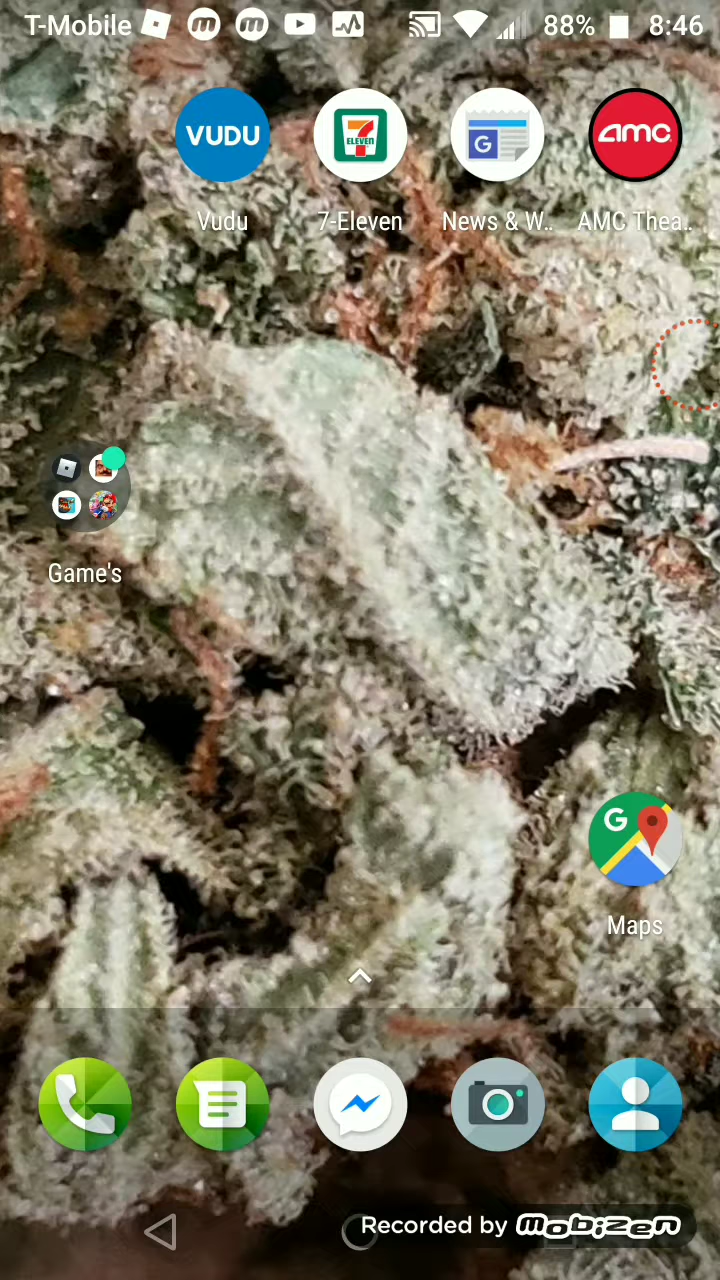 T-Mobile 88% 8:46
VUDU
7
ELEVEN
G
amc
Vudu 7-Eleven News & W.. AMC Thea..
Game's
G
Maps
Recorded by mobizen